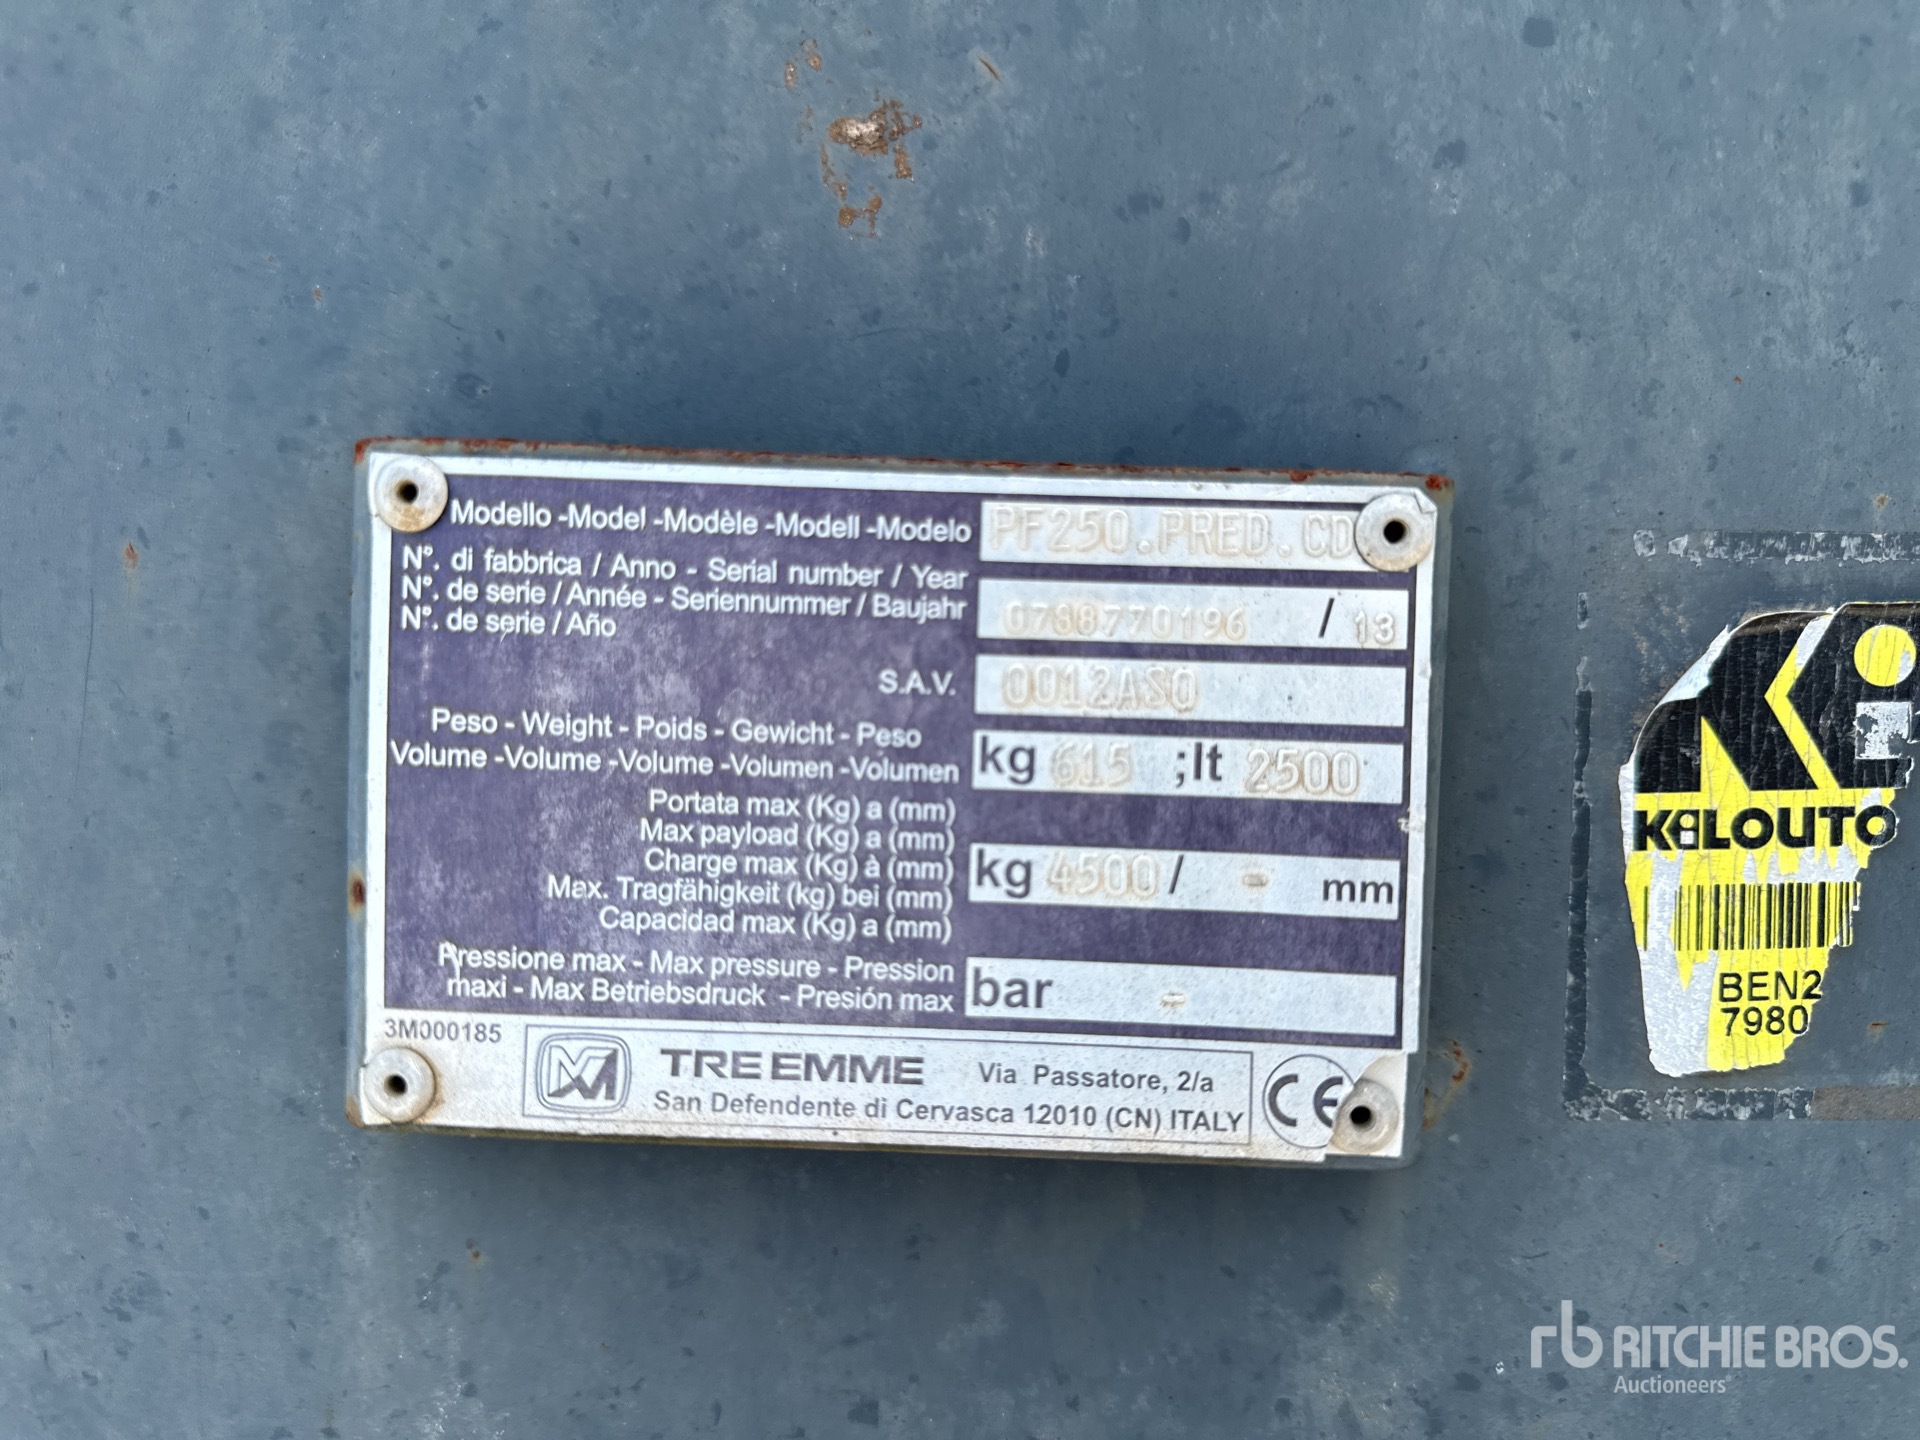 Modello -Model -Modèle -Modell -Modelo PF250.PRED.CD
N°. di fabbrica / Anno - Serial number / Year
N°. de serie / Année - Seriennummer / Baujahr 0788770196 / 13
N°. de serie / Año
S.A.V. 0012AS0
Peso - Weight - Poids - Gewicht - Peso
Volume -Volume -Volume -Volumen -Volumen kg 615 ;lt 2500
Portata max (Kg) a (mm)
Max payload (Kg) a (mm)
Charge max (Kg) à (mm) kg 4500 / - mm
Max. Tragfähigkeit (kg) bei (mm)
Capacidad max (Kg) a (mm)
Pressione max - Max pressure - Pression
maxi - Max Betriebsdruck - Presión max bar -
3M000185
TRE EMME Via Passatore, 2/a
San Defendente di Cervasca 12010 (CN) ITALY
CE
Ki
KiLOUTO
BEN2
7980
rb RITCHIE BROS.
Auctioneers